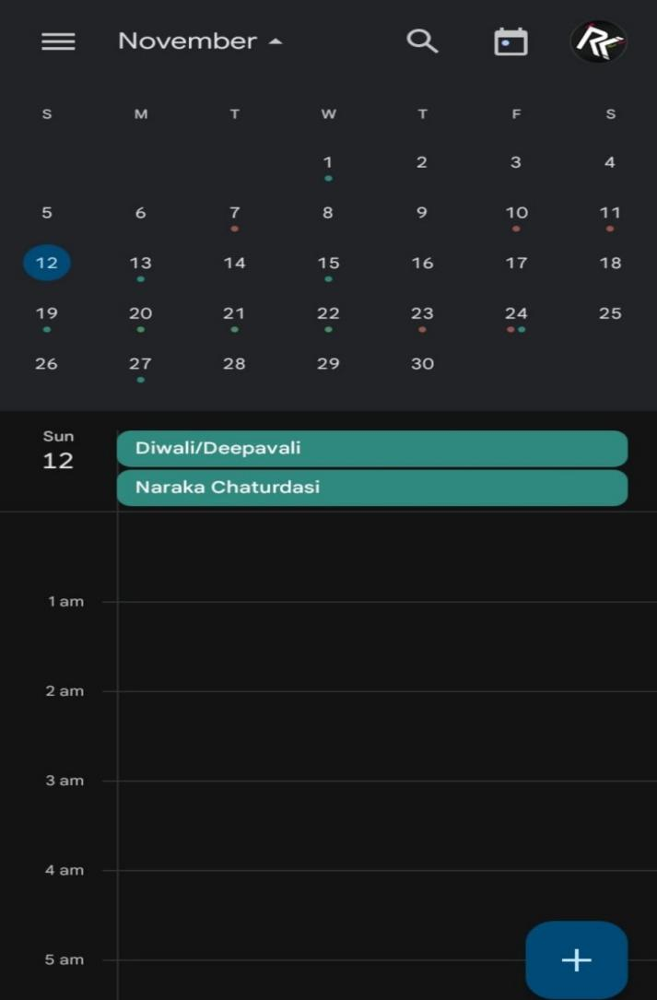 November
S M T W T F S
1 2 3 4
5 6 7 8 9 10 11
12 13 14 15 16 17 18
19 20 21 22 23 24 25
26 27 28 29 30
Sun
12
Diwali/Deepavali
Naraka Chaturdasi
1 am
2 am
3 am
4 am
5 am